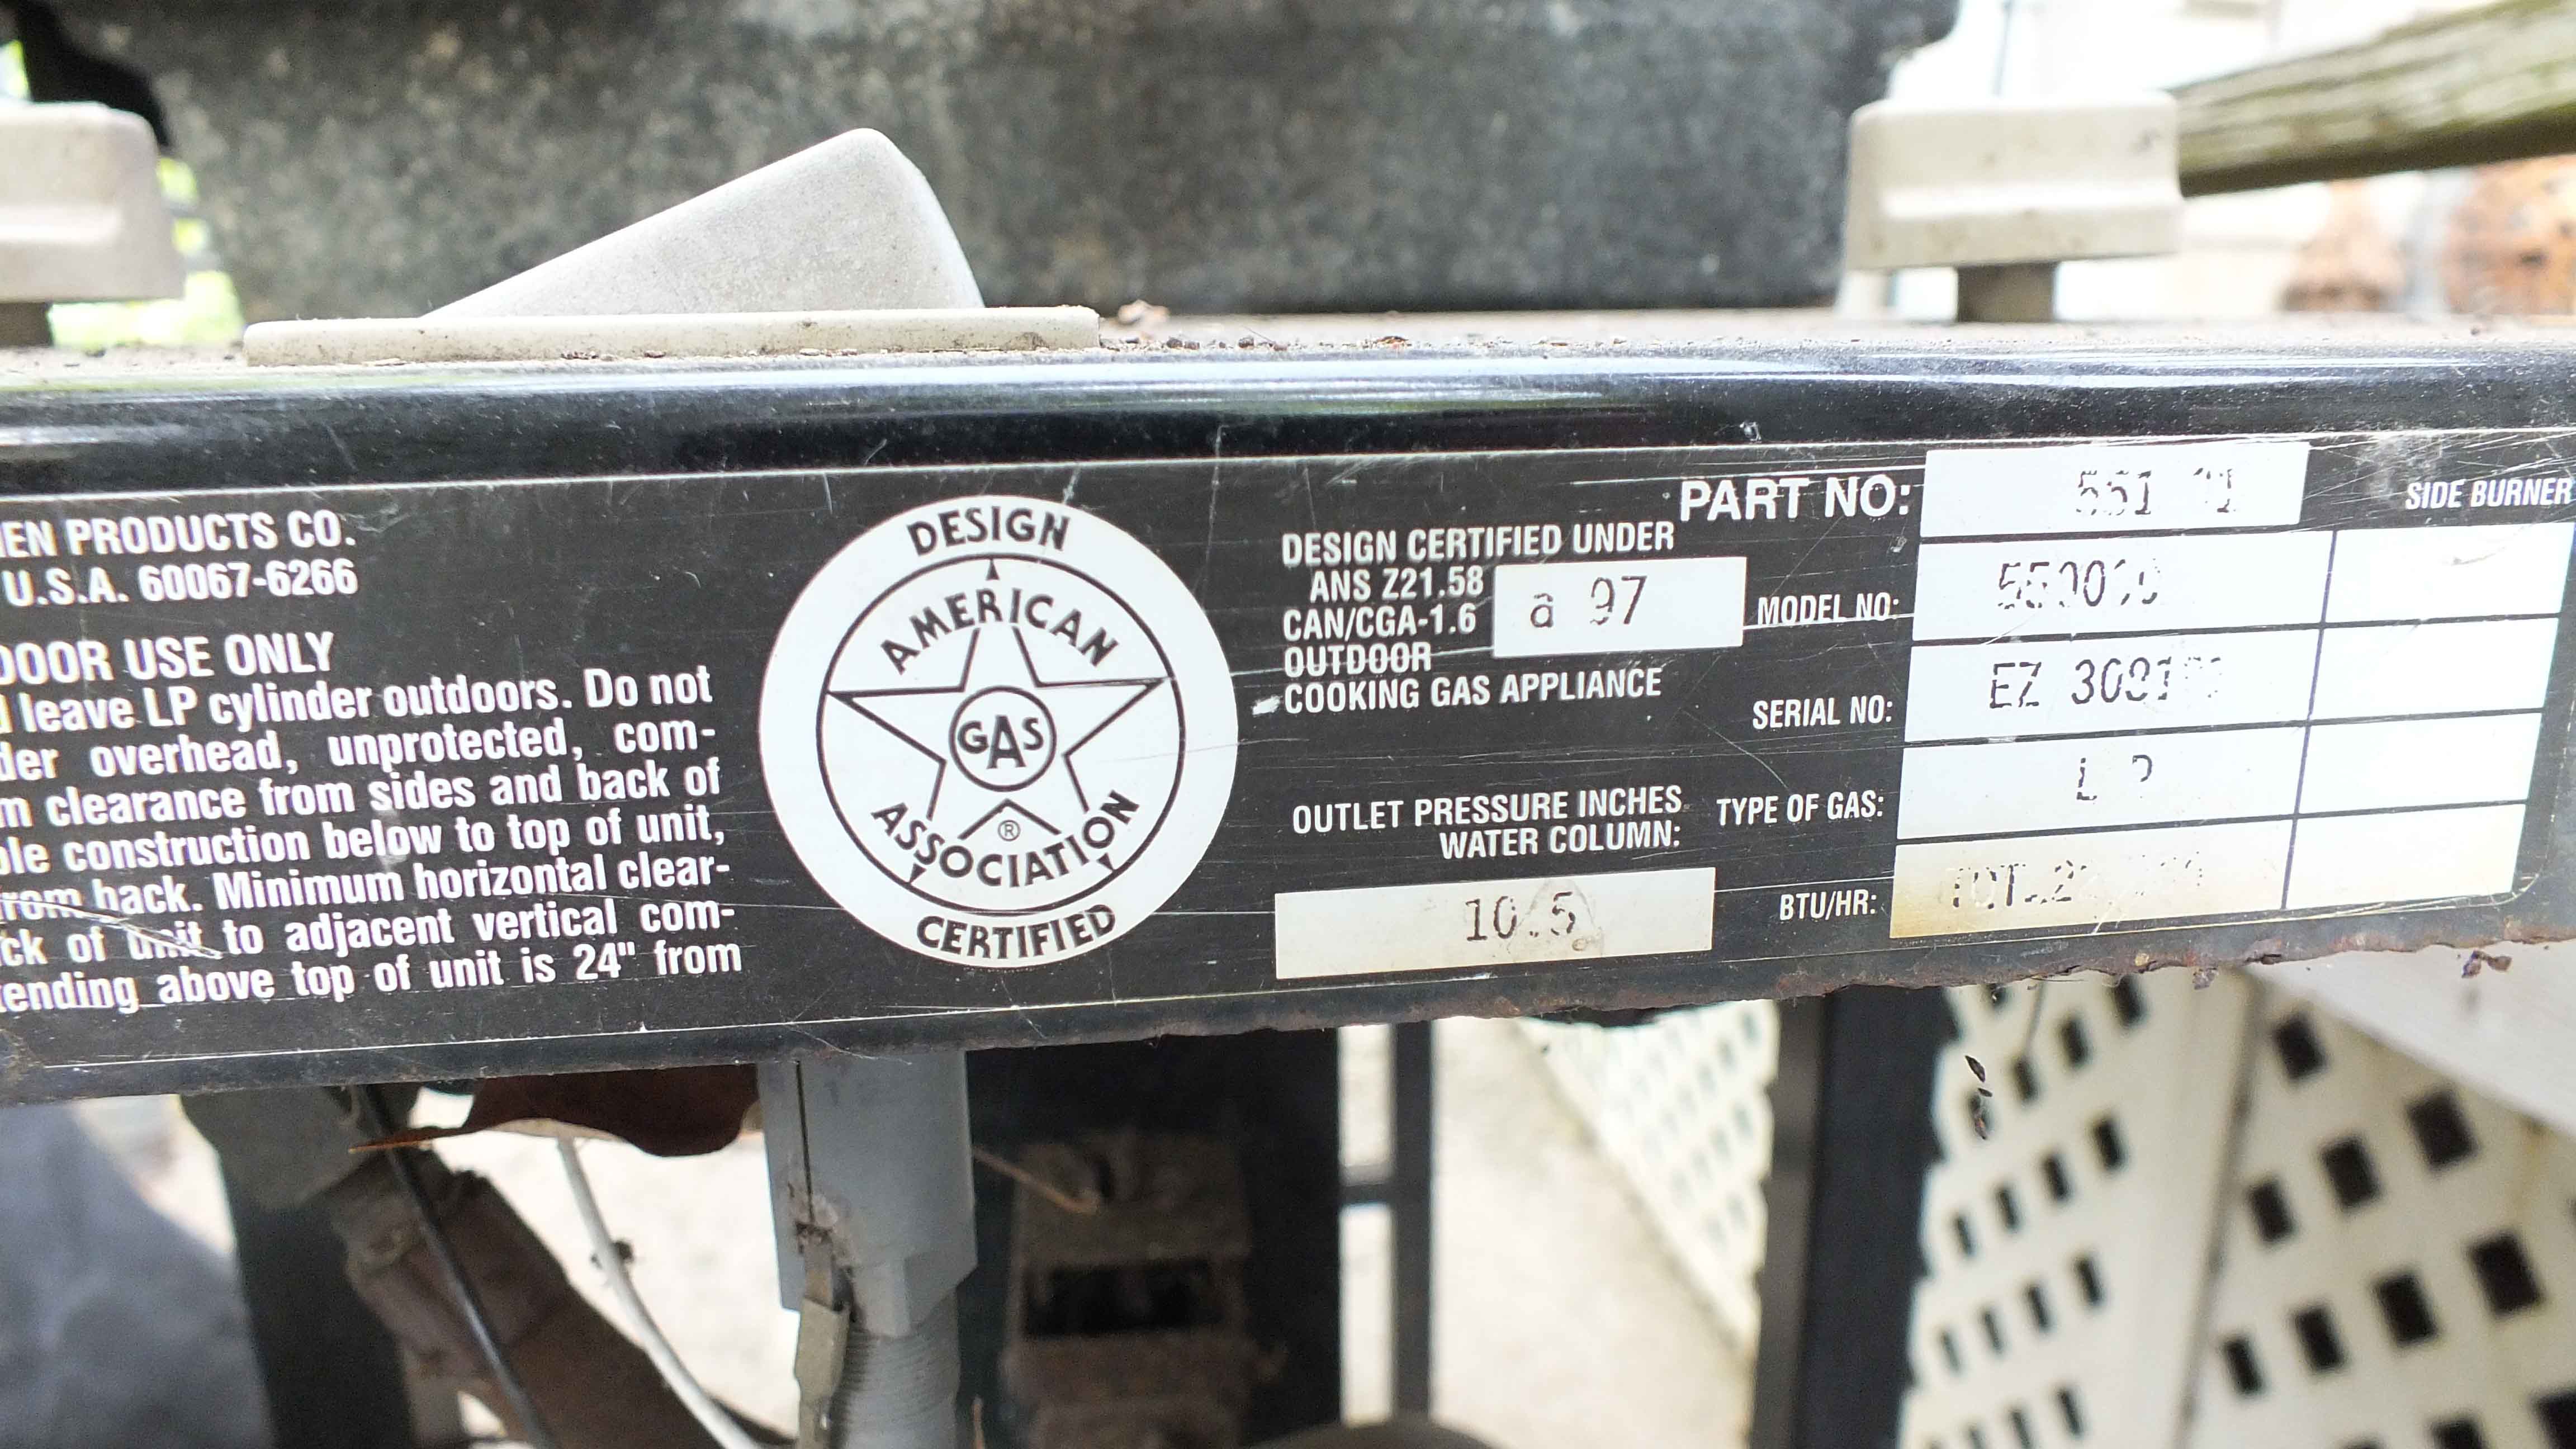 PRODUCTS CO.
U.S.A. 60067-6266
USE ONLY
leave LP cylinder outdoors. Do not
overhead, unprotected, com-
clearance from sides and back of
construction below to top of unit,
back. Minimum horizontal clear-
of unit to adjacent vertical com-
above top of unit is 24" from
DESIGN
AMERICAN
GAS
®
ASSOCIATION
CERTIFIED
DESIGN CERTIFIED UNDER
ANS Z21.58
CAN/CGA-1.6
a 97
OUTDOOR
COOKING GAS APPLIANCE
OUTLET PRESSURE INCHES
WATER COLUMN:
10.5
PART NO:
SIDE BURNER
MODEL NO:
SERIAL NO: EZ
TYPE OF GAS: LP
BTU/HR: